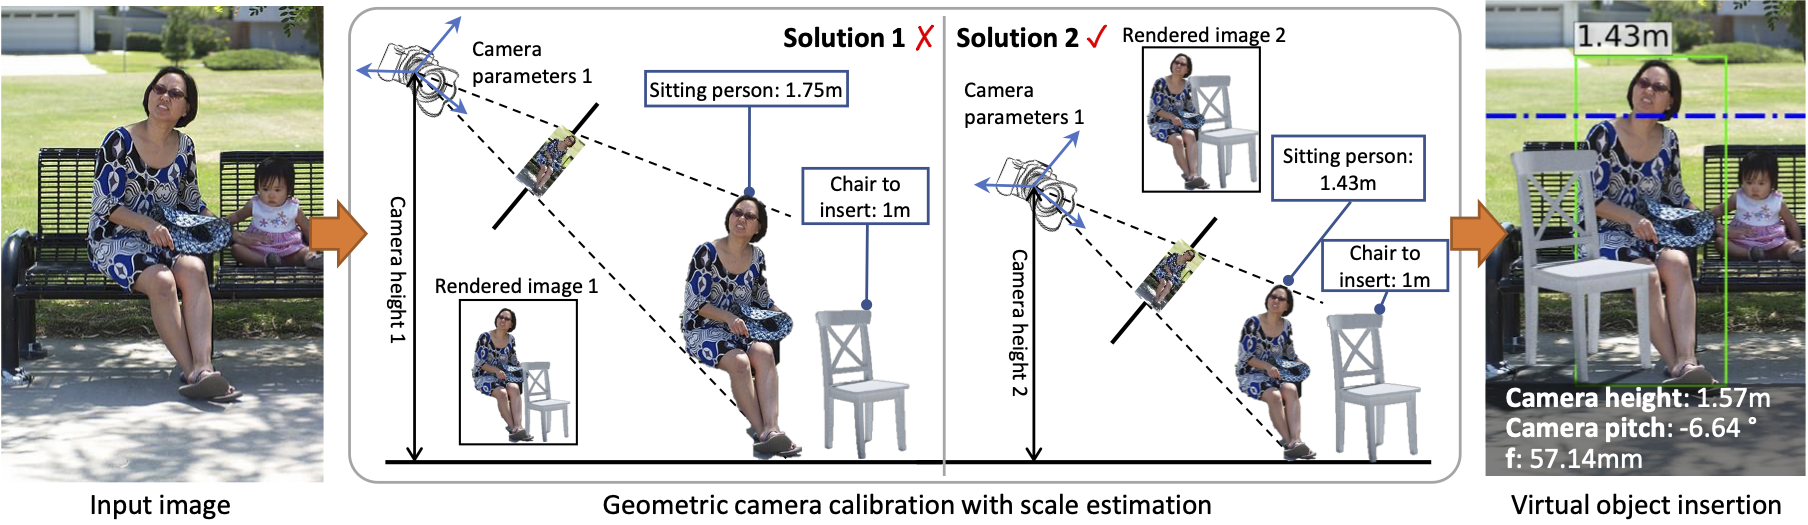 Solution 1 ✗
Camera
parameters 1
Sitting person: 1.75m
Chair to
insert: 1m
Camera height 1
Rendered image 1
Solution 2 ✓
Rendered image 2
Camera
parameters 1
Sitting person:
1.43m
Chair to
insert: 1m
Camera height 2
1.43m
Camera height: 1.57m
Camera pitch: -6.64 °
f: 57.14mm
Input image
Geometric camera calibration with scale estimation
Virtual object insertion